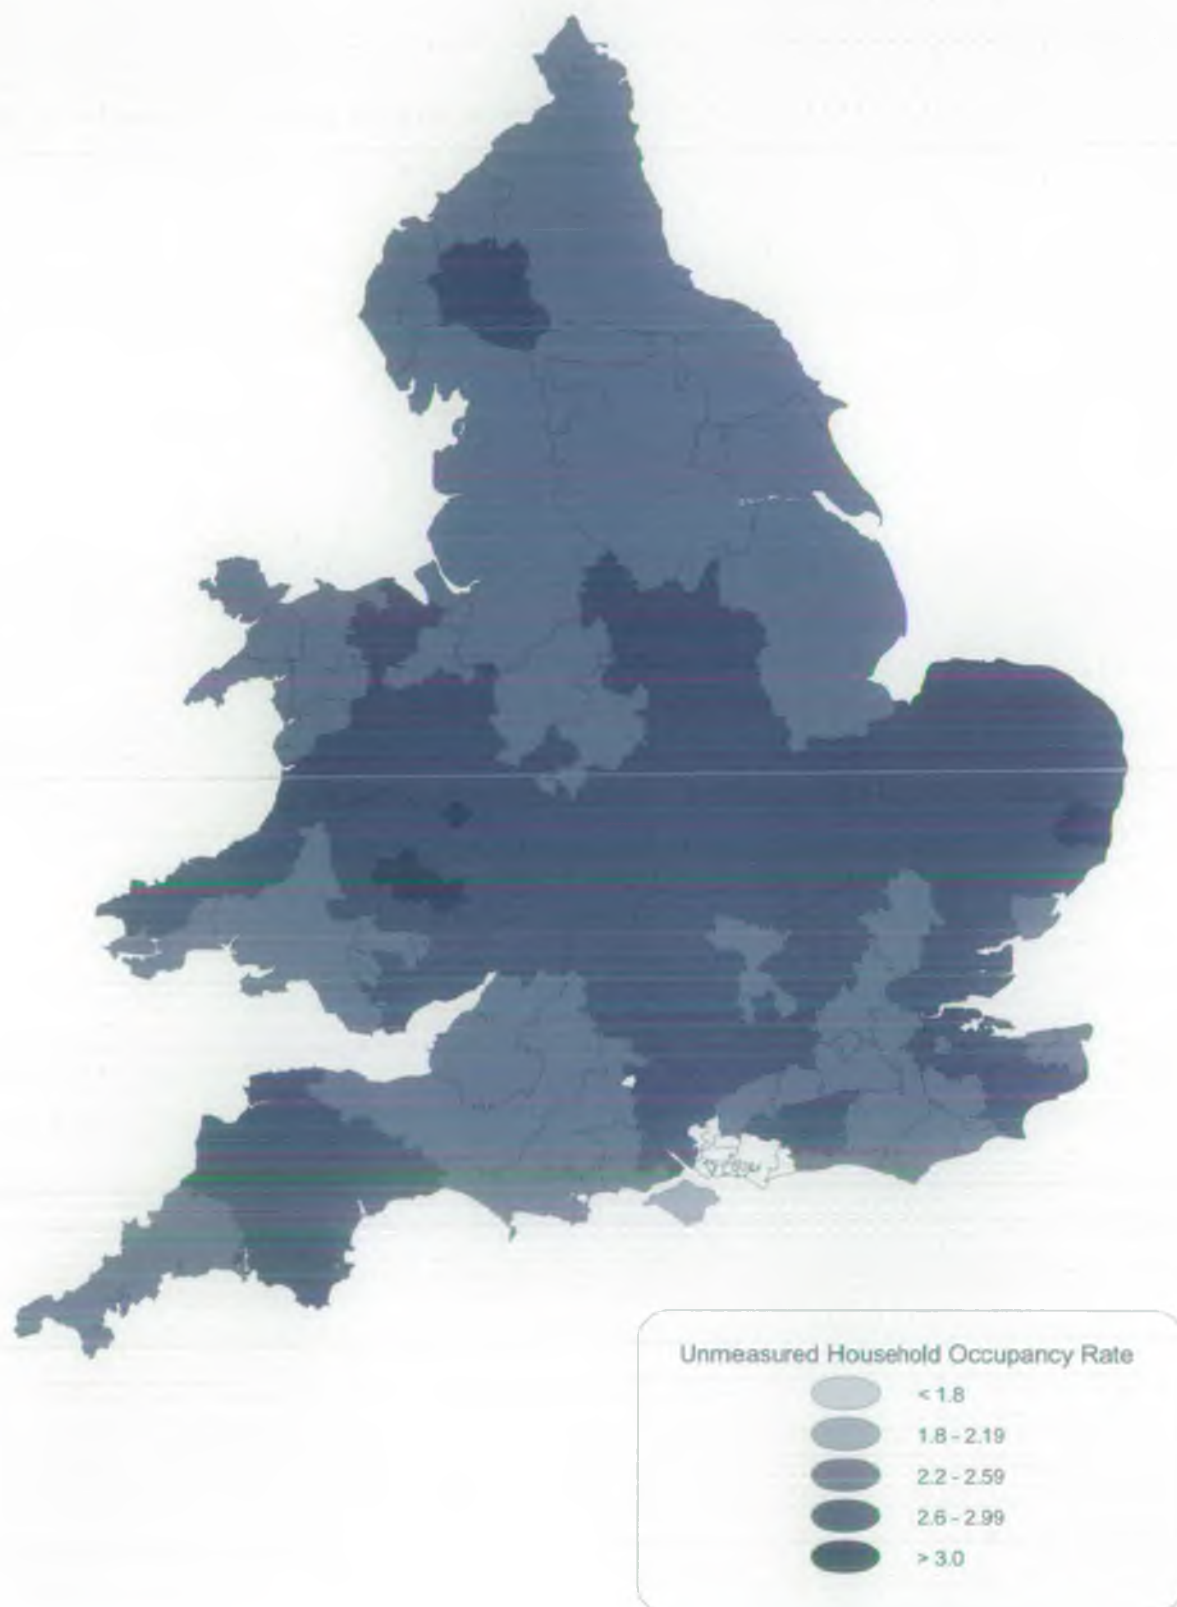 Unmeasured Household Occupancy Rate
< 1.8
1.8 - 2.19
2.2 - 2.59
2.6 - 2.99
> 3.0